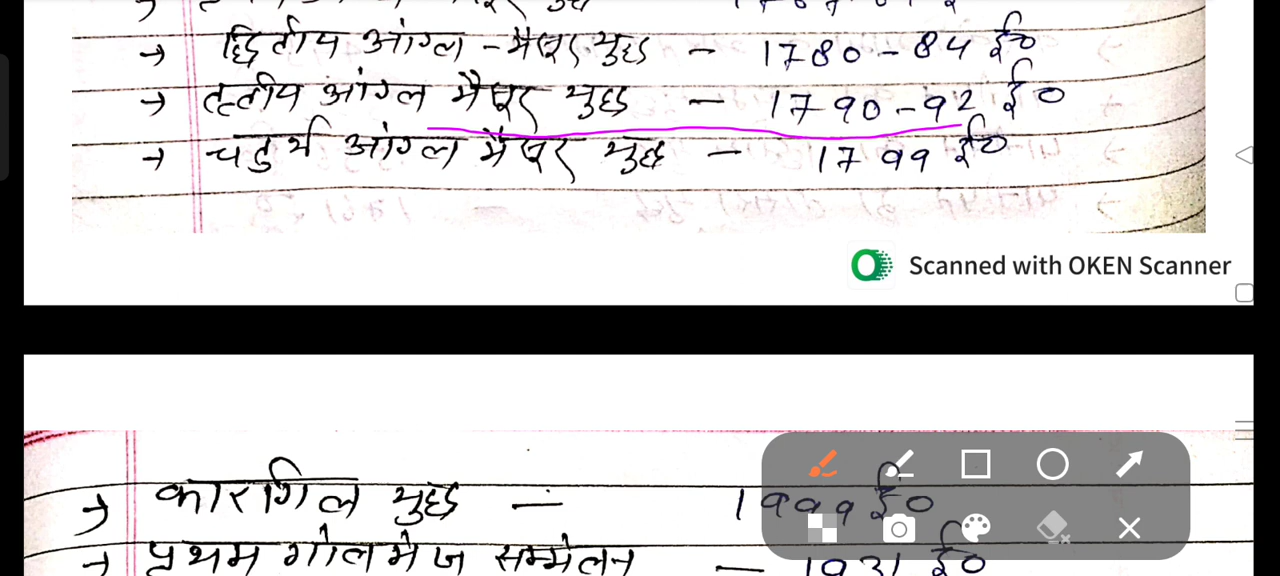 → द्वितीय आंग्ल - मैसूर युद्ध - 1780-84 ई०
→ तृतीय आंग्ल मैसूर युद्ध - 1790-92 ई०
→ चतुर्थ आंग्ल मैसूर युद्ध - 1799 ई०
Scanned with OKEN Scanner
→ कारगिल युद्ध - 1999 ई०
→ प्रथम गोलमेज सम्मेलन - 1931 ई०